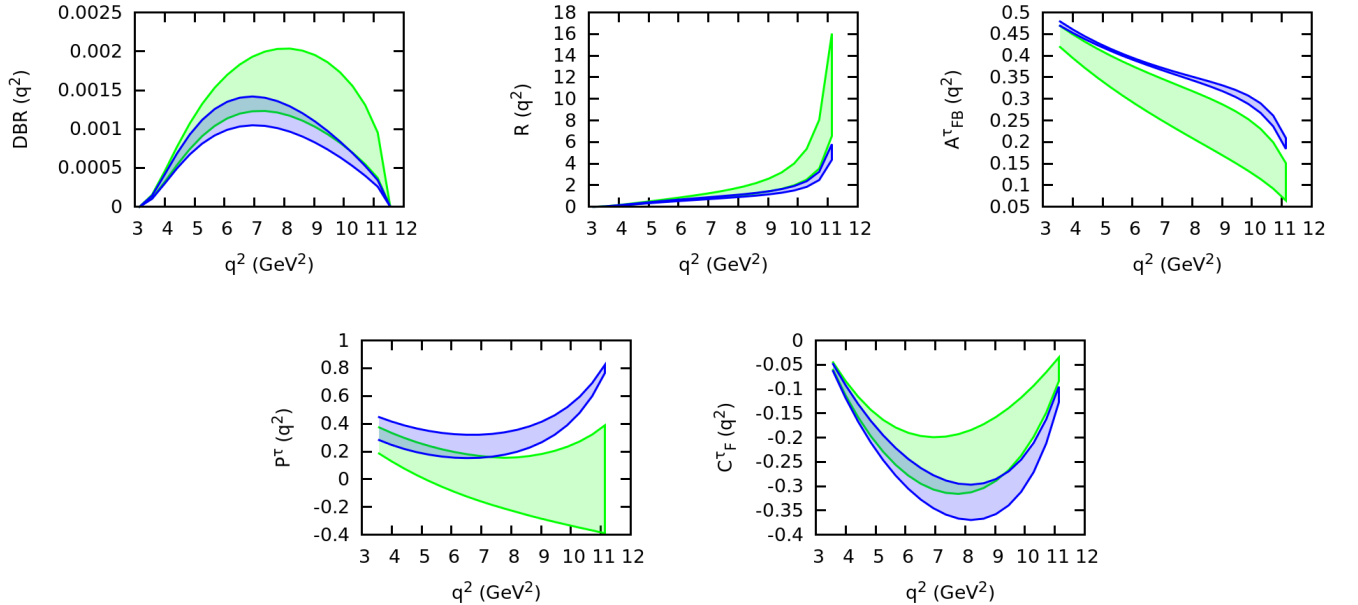 DBR (q²)
0.0025
0.002
0.0015
0.001
0.0005
0
3 4 5 6 7 8 9 10 11 12
q² (GeV²)
R (q²)
18
16
14
12
10
8
6
4
2
0
3 4 5 6 7 8 9 10 11 12
q² (GeV²)
A^τ_FB (q²)
0.5
0.45
0.4
0.35
0.3
0.25
0.2
0.15
0.1
0.05
3 4 5 6 7 8 9 10 11 12
q² (GeV²)
P^τ (q²)
1
0.8
0.6
0.4
0.2
0
-0.2
-0.4
3 4 5 6 7 8 9 10 11 12
q² (GeV²)
C^τ_F (q²)
0
-0.05
-0.1
-0.15
-0.2
-0.25
-0.3
-0.35
-0.4
3 4 5 6 7 8 9 10 11 12
q² (GeV²)